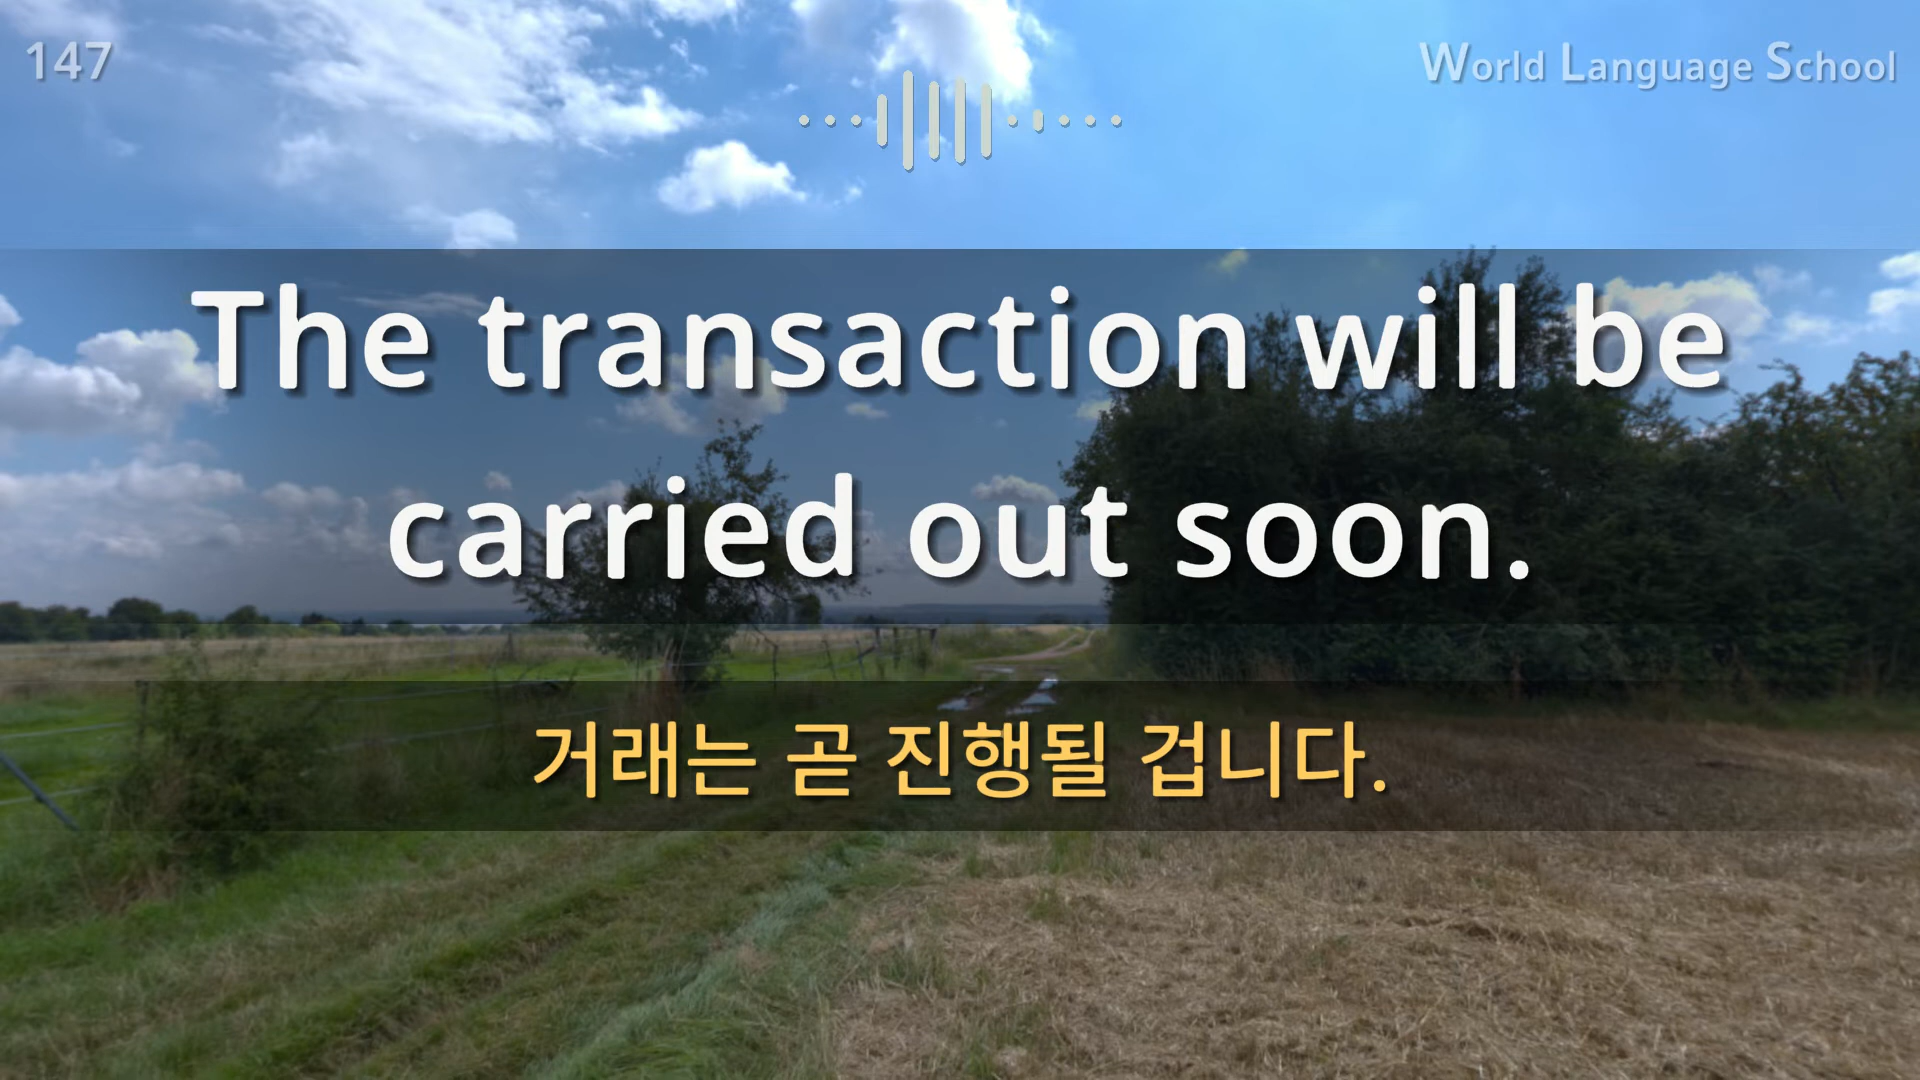 147
World Language School
The transaction will be
carried out soon.
거래는 곧 진행될 겁니다.